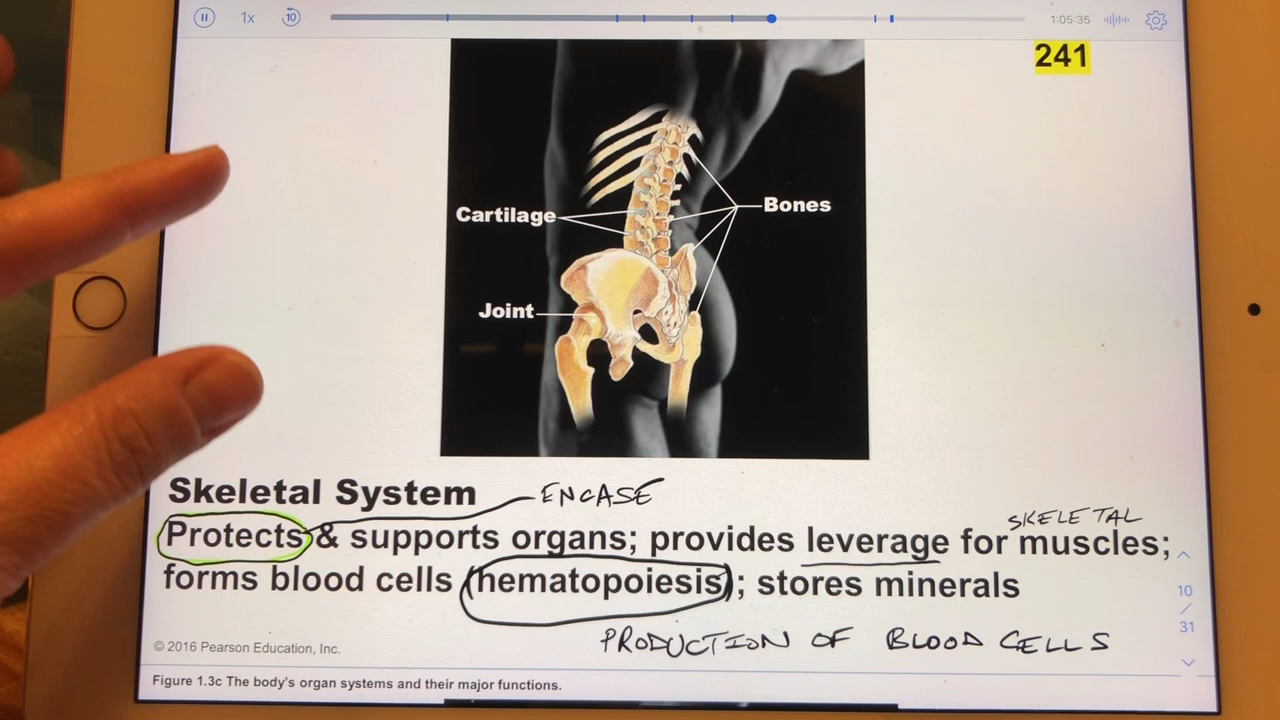 1x
10
1:05:35
241
Cartilage
Bones
Joint
Skeletal System
ENCASE
SKELETAL
Protects & supports organs; provides leverage for muscles;
forms blood cells (hematopoiesis); stores minerals
10
/
31
PRODUCTION OF BLOOD CELLS
© 2016 Pearson Education, Inc.
Figure 1.3c The body's organ systems and their major functions.